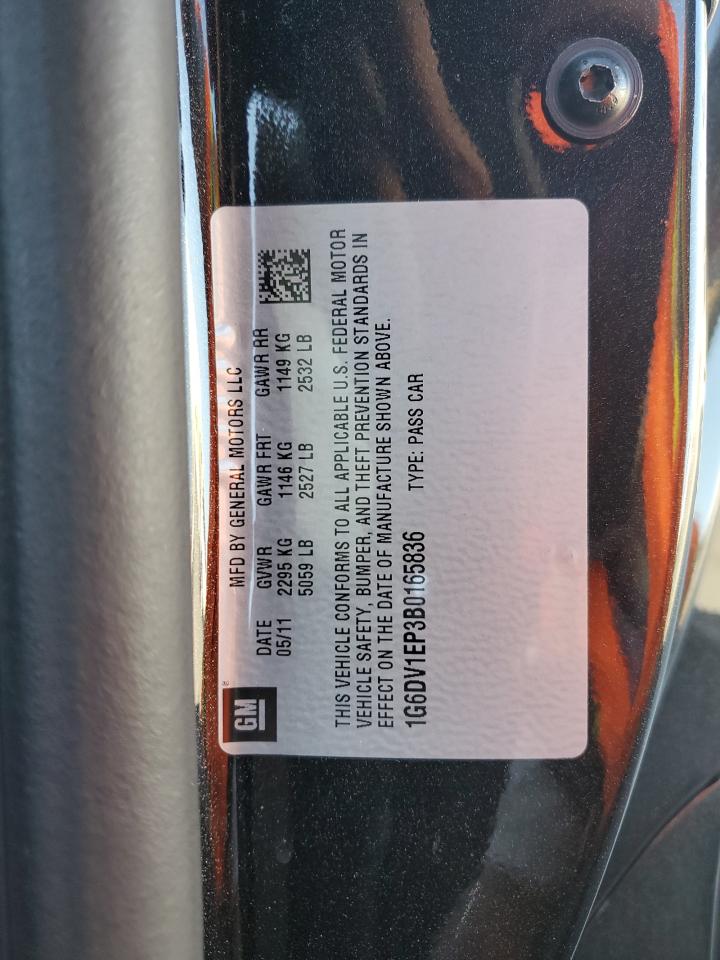 GM®
MFD BY GENERAL MOTORS LLC
DATE GVWR GAWR FRT GAWR RR
05/11 2295 KG 1146 KG 1149 KG
5059 LB 2527 LB 2532 LB
THIS VEHICLE CONFORMS TO ALL APPLICABLE U.S. FEDERAL MOTOR
VEHICLE SAFETY, BUMPER, AND THEFT PREVENTION STANDARDS IN
EFFECT ON THE DATE OF MANUFACTURE SHOWN ABOVE.
1G6DV1EP3B0165836 TYPE: PASS CAR